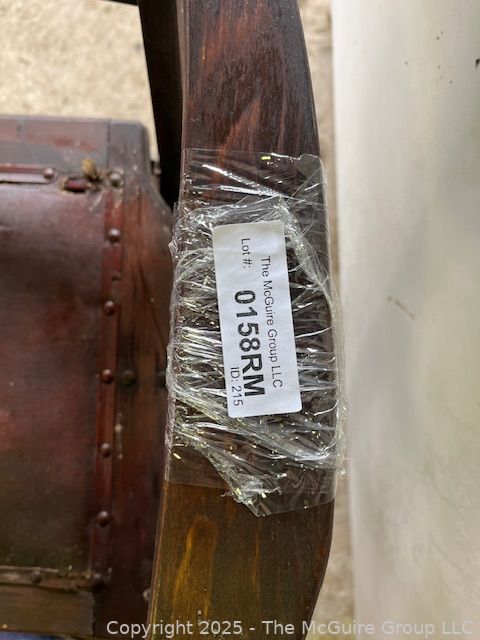 The McGuire Group LLC
Lot #:
0158RM
ID: 215
Copyright © 2025 - The McGuire Group LLC